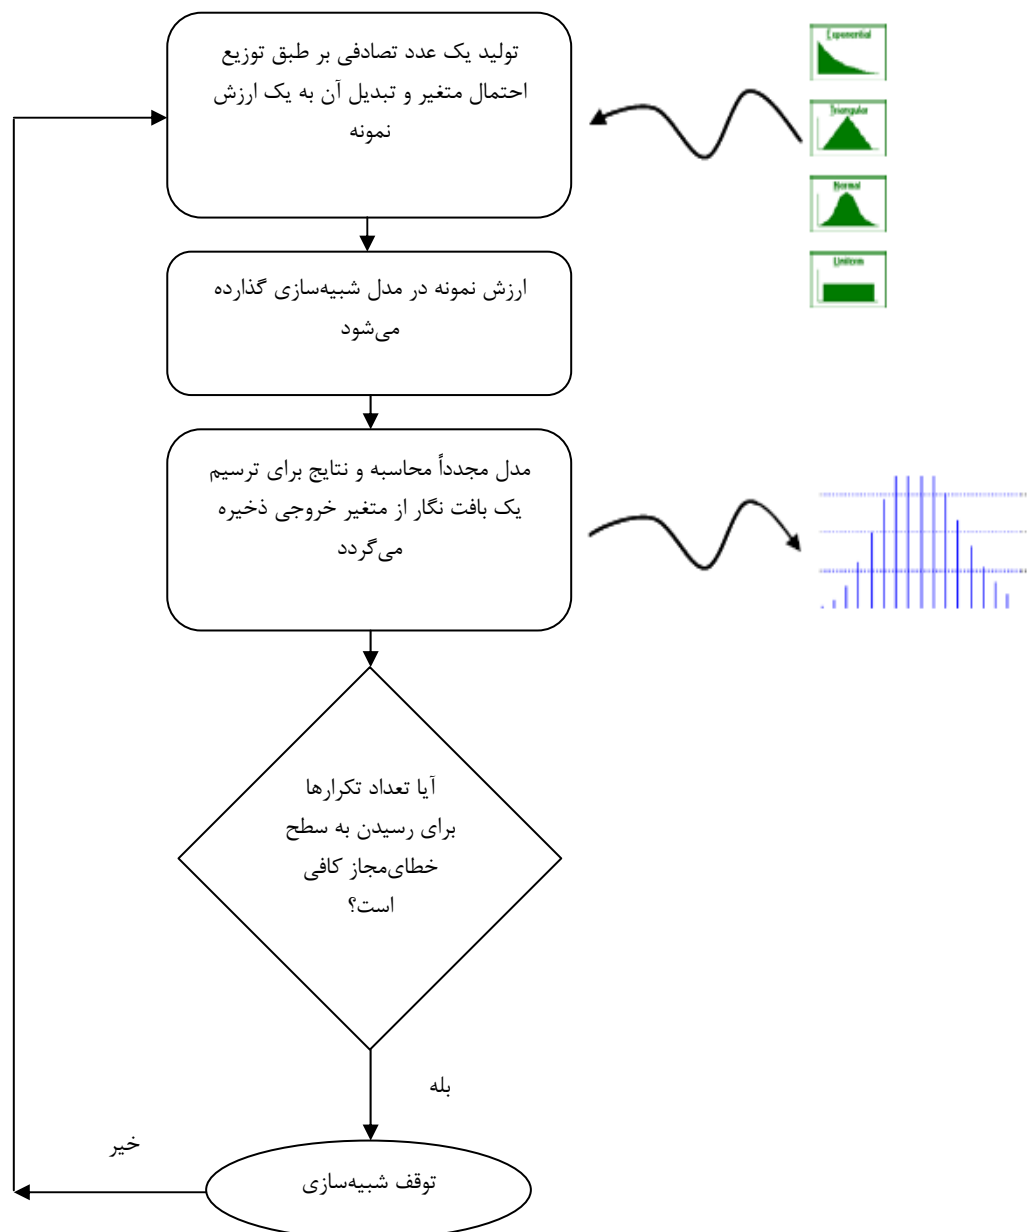 تولید یک عدد تصادفی بر طبق توزیع
احتمال متغیر و تبدیل آن به یک ارزش
نمونه
Exponential
Triangular
Normal
Uniform
ارزش نمونه در مدل شبیه‌سازی گذارده
می‌شود
مدل مجدداً محاسبه و نتایج برای ترسیم
یک بافت نگار از متغیر خروجی ذخیره
می‌گردد
آیا تعداد تکرارها
برای رسیدن به سطح
خطای‌مجاز کافی
است؟
بله
خیر
توقف شبیه‌سازی